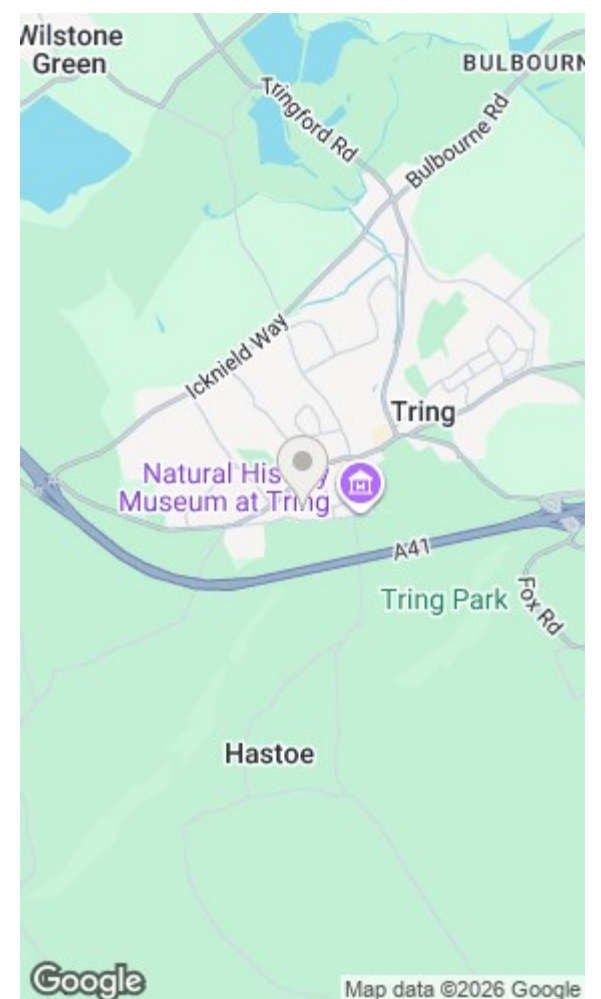 Wilstone
Green
BULBOURN
Tringford Rd
Bulbourne Rd
Icknield Way
Tring
Natural His y
Museum at Tring
A41
Tring Park
Fox Rd
Hastoe
Google
Map data ©2026 Google